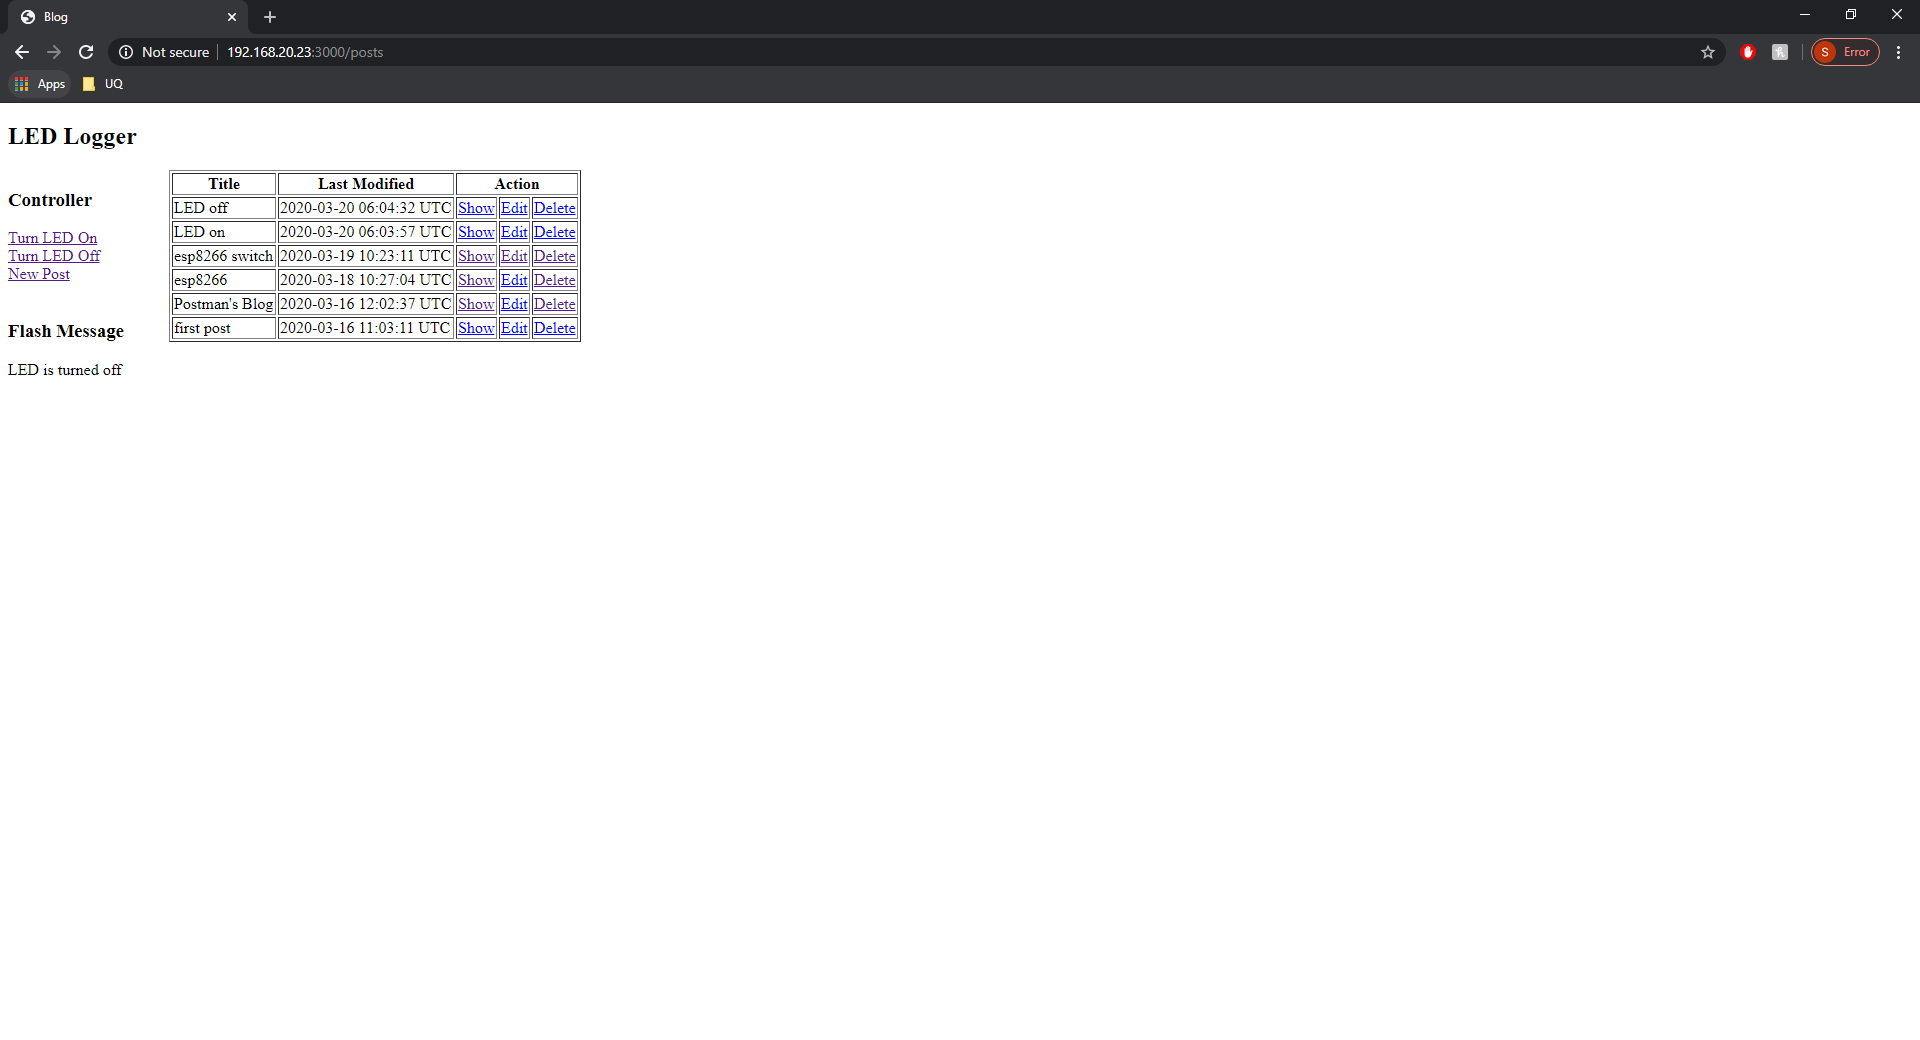 Blog
Not secure 192.168.20.23:3000/posts
S Error
Apps UQ
LED Logger
Controller
Turn LED On
Turn LED Off
New Post
Flash Message
LED is turned off
Title Last Modified Action
LED off 2020-03-20 06:04:32 UTC Show Edit Delete
LED on 2020-03-20 06:03:57 UTC Show Edit Delete
esp8266 switch 2020-03-19 10:23:11 UTC Show Edit Delete
esp8266 2020-03-18 10:27:04 UTC Show Edit Delete
Postman's Blog 2020-03-16 12:02:37 UTC Show Edit Delete
first post 2020-03-16 11:03:11 UTC Show Edit Delete